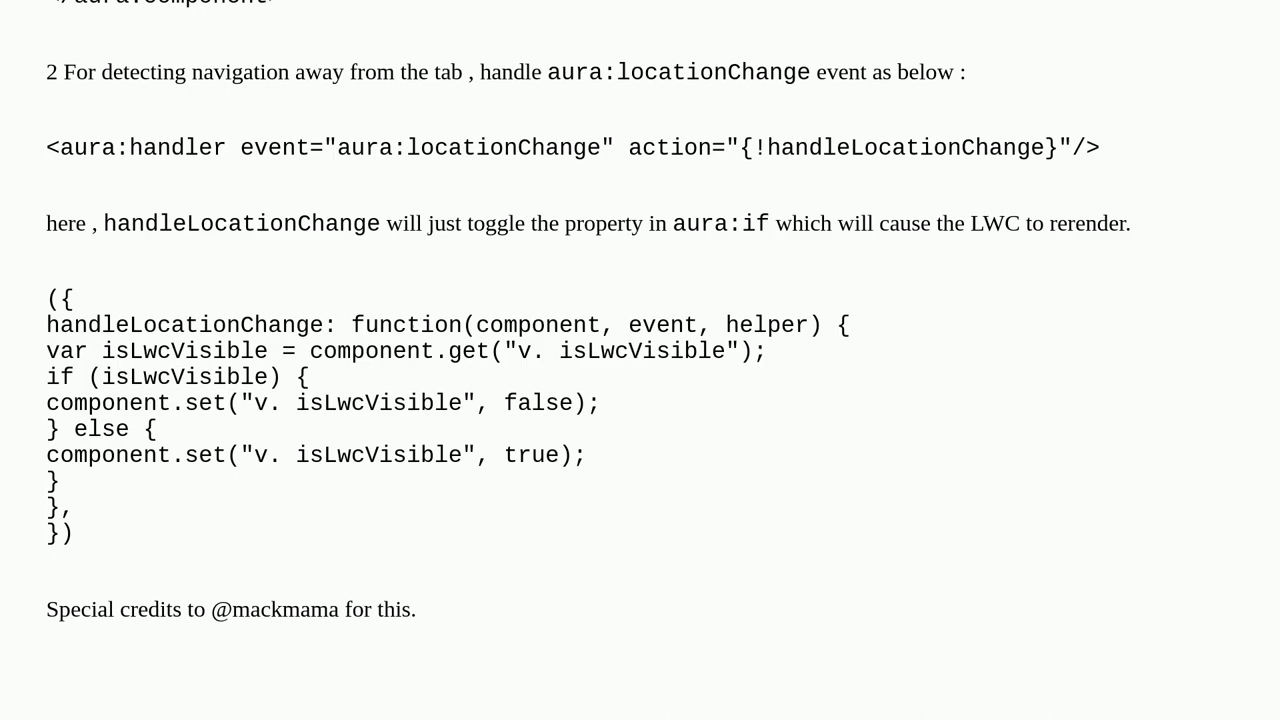 </aura:component>
2 For detecting navigation away from the tab , handle aura:locationChange event as below :
<aura:handler event="aura:locationChange" action="{!handleLocationChange}"/>
here , handleLocationChange will just toggle the property in aura:if which will cause the LWC to rerender.
({
handleLocationChange: function(component, event, helper) {
var isLwcVisible = component.get("v. isLwcVisible");
if (isLwcVisible) {
component.set("v. isLwcVisible", false);
} else {
component.set("v. isLwcVisible", true);
}
},
})
Special credits to @mackmama for this.